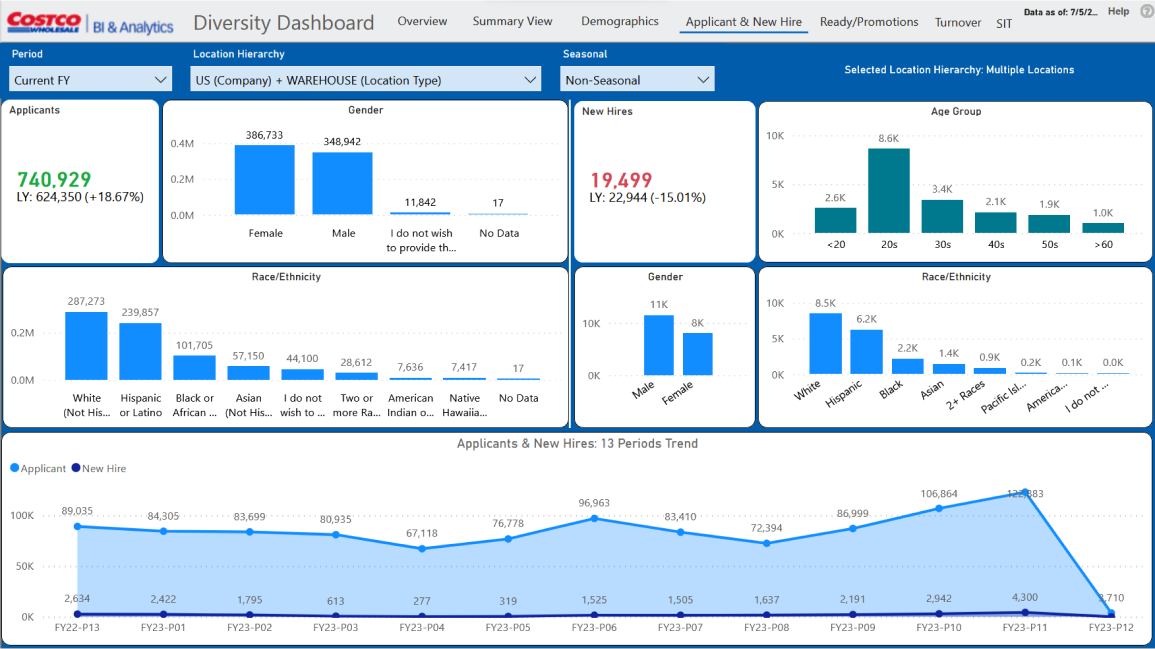 COSTCO WHOLESALE | BI & Analytics
Diversity Dashboard
Overview
Summary View
Demographics
Applicant & New Hire
Ready/Promotions
Turnover
SIT
Data as of: 7/5/2...
Help
?
Period
Current FY
Location Hierarchy
US (Company) + WAREHOUSE (Location Type)
Seasonal
Non-Seasonal
Selected Location Hierarchy: Multiple Locations
Applicants
740,929
LY: 624,350 (+18.67%)
Gender
0.4M
0.2M
0.0M
386,733
348,942
11,842
17
Female
Male
I do not wish
to provide th...
No Data
New Hires
19,499
LY: 22,944 (-15.01%)
Age Group
10K
5K
0K
2.6K
8.6K
3.4K
2.1K
1.9K
1.0K
<20
20s
30s
40s
50s
>60
Race/Ethnicity
0.2M
0.0M
287,273
239,857
101,705
57,150
44,100
28,612
7,636
7,417
17
White
(Not His...
Hispanic
or Latino
Black or
African ...
Asian
(Not His...
I do not
wish to ...
Two or
more Ra...
American
Indian o...
Native
Hawaiia...
No Data
Gender
10K
0K
11K
8K
Male
Female
Race/Ethnicity
10K
5K
0K
8.5K
6.2K
2.2K
1.4K
0.9K
0.2K
0.1K
0.0K
White
Hispanic
Black
Asian
2+ Races
Pacific Isl...
America...
I do not ...
Applicants & New Hires: 13 Periods Trend
Applicant
New Hire
100K
50K
0K
89,035
84,305
83,699
80,935
67,118
76,778
96,963
83,410
72,394
86,999
106,864
2,634
2,422
1,795
613
277
319
1,525
1,505
1,637
2,191
2,942
4,300
FY22-P13
FY23-P01
FY23-P02
FY23-P03
FY23-P04
FY23-P05
FY23-P06
FY23-P07
FY23-P08
FY23-P09
FY23-P10
FY23-P11
FY23-P12